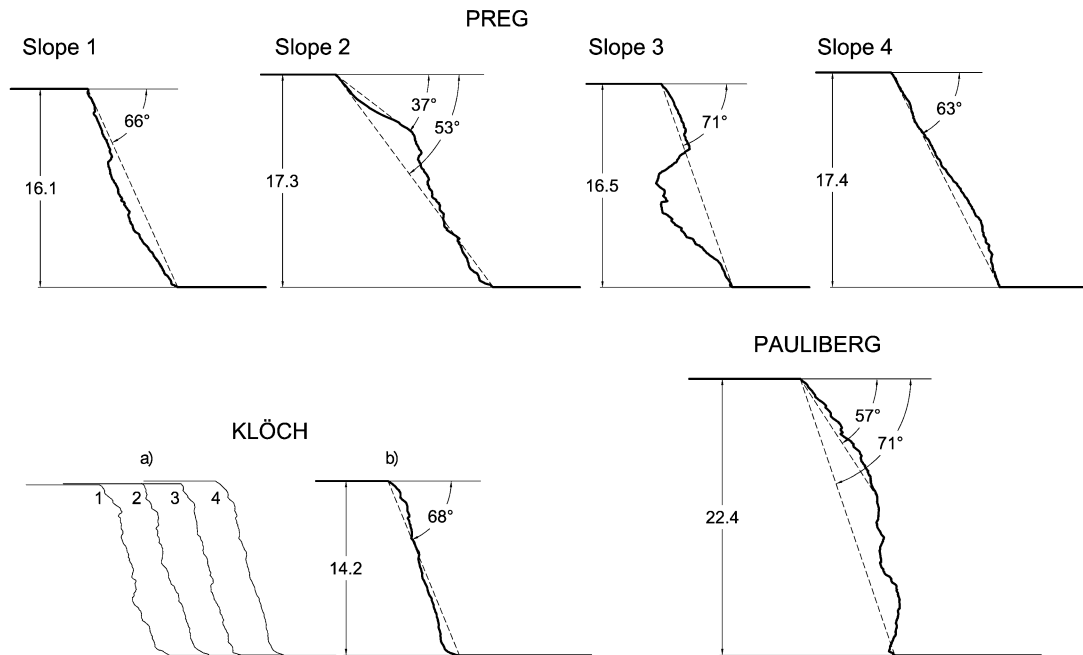 PREG
Slope 1
Slope 2
Slope 3
Slope 4
66°
16.1
37°
53°
17.3
71°
16.5
63°
17.4
KLÖCH
a)
1 2 3 4
b)
68°
14.2
PAULIBERG
57°
71°
22.4